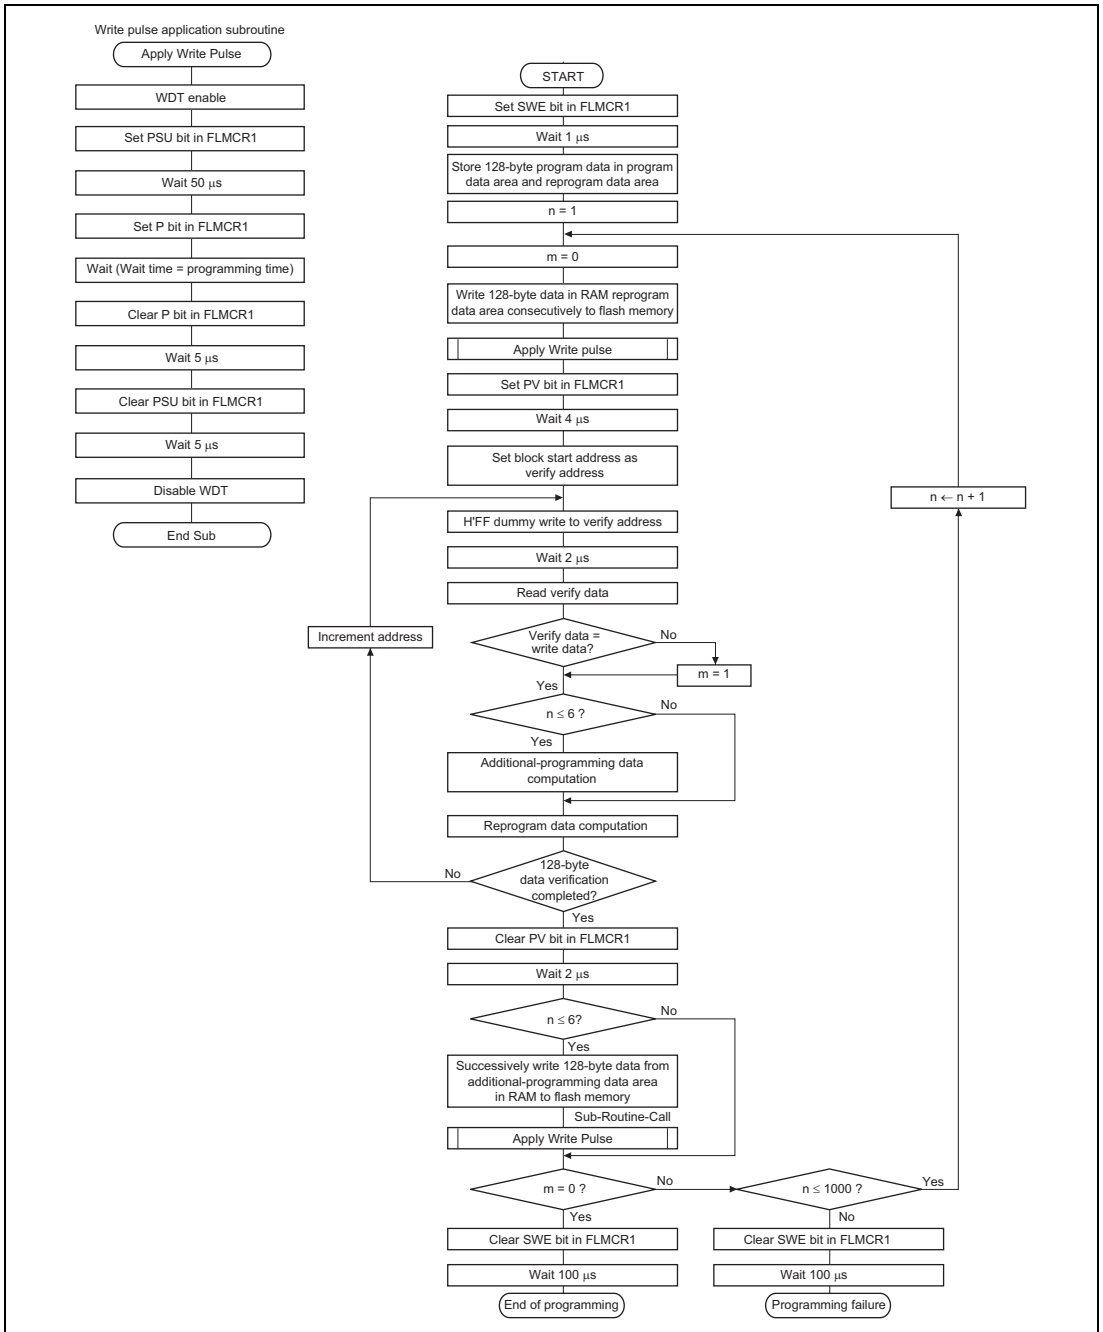 Write pulse application subroutine
Apply Write Pulse
WDT enable
Set PSU bit in FLMCR1
Wait 50 μs
Set P bit in FLMCR1
Wait (Wait time = programming time)
Clear P bit in FLMCR1
Wait 5 μs
Clear PSU bit in FLMCR1
Wait 5 μs
Disable WDT
End Sub
START
Set SWE bit in FLMCR1
Wait 1 μs
Store 128-byte program data in program
data area and reprogram data area
n = 1
m = 0
Write 128-byte data in RAM reprogram
data area consecutively to flash memory
Apply Write pulse
Set PV bit in FLMCR1
Wait 4 μs
Set block start address as
verify address
n ← n + 1
H'FF dummy write to verify address
Wait 2 μs
Read verify data
Increment address
Verify data =
write data?
No
m = 1
Yes
n ≤ 6 ?
No
Yes
Additional-programming data
computation
Reprogram data computation
128-byte
data verification
completed?
No
Yes
Clear PV bit in FLMCR1
Wait 2 μs
n ≤ 6?
No
Yes
Successively write 128-byte data from
additional-programming data area
in RAM to flash memory
Sub-Routine-Call
Apply Write Pulse
m = 0 ?
No
n ≤ 1000 ?
Yes
Yes
No
Clear SWE bit in FLMCR1
Clear SWE bit in FLMCR1
Wait 100 μs
Wait 100 μs
End of programming
Programming failure